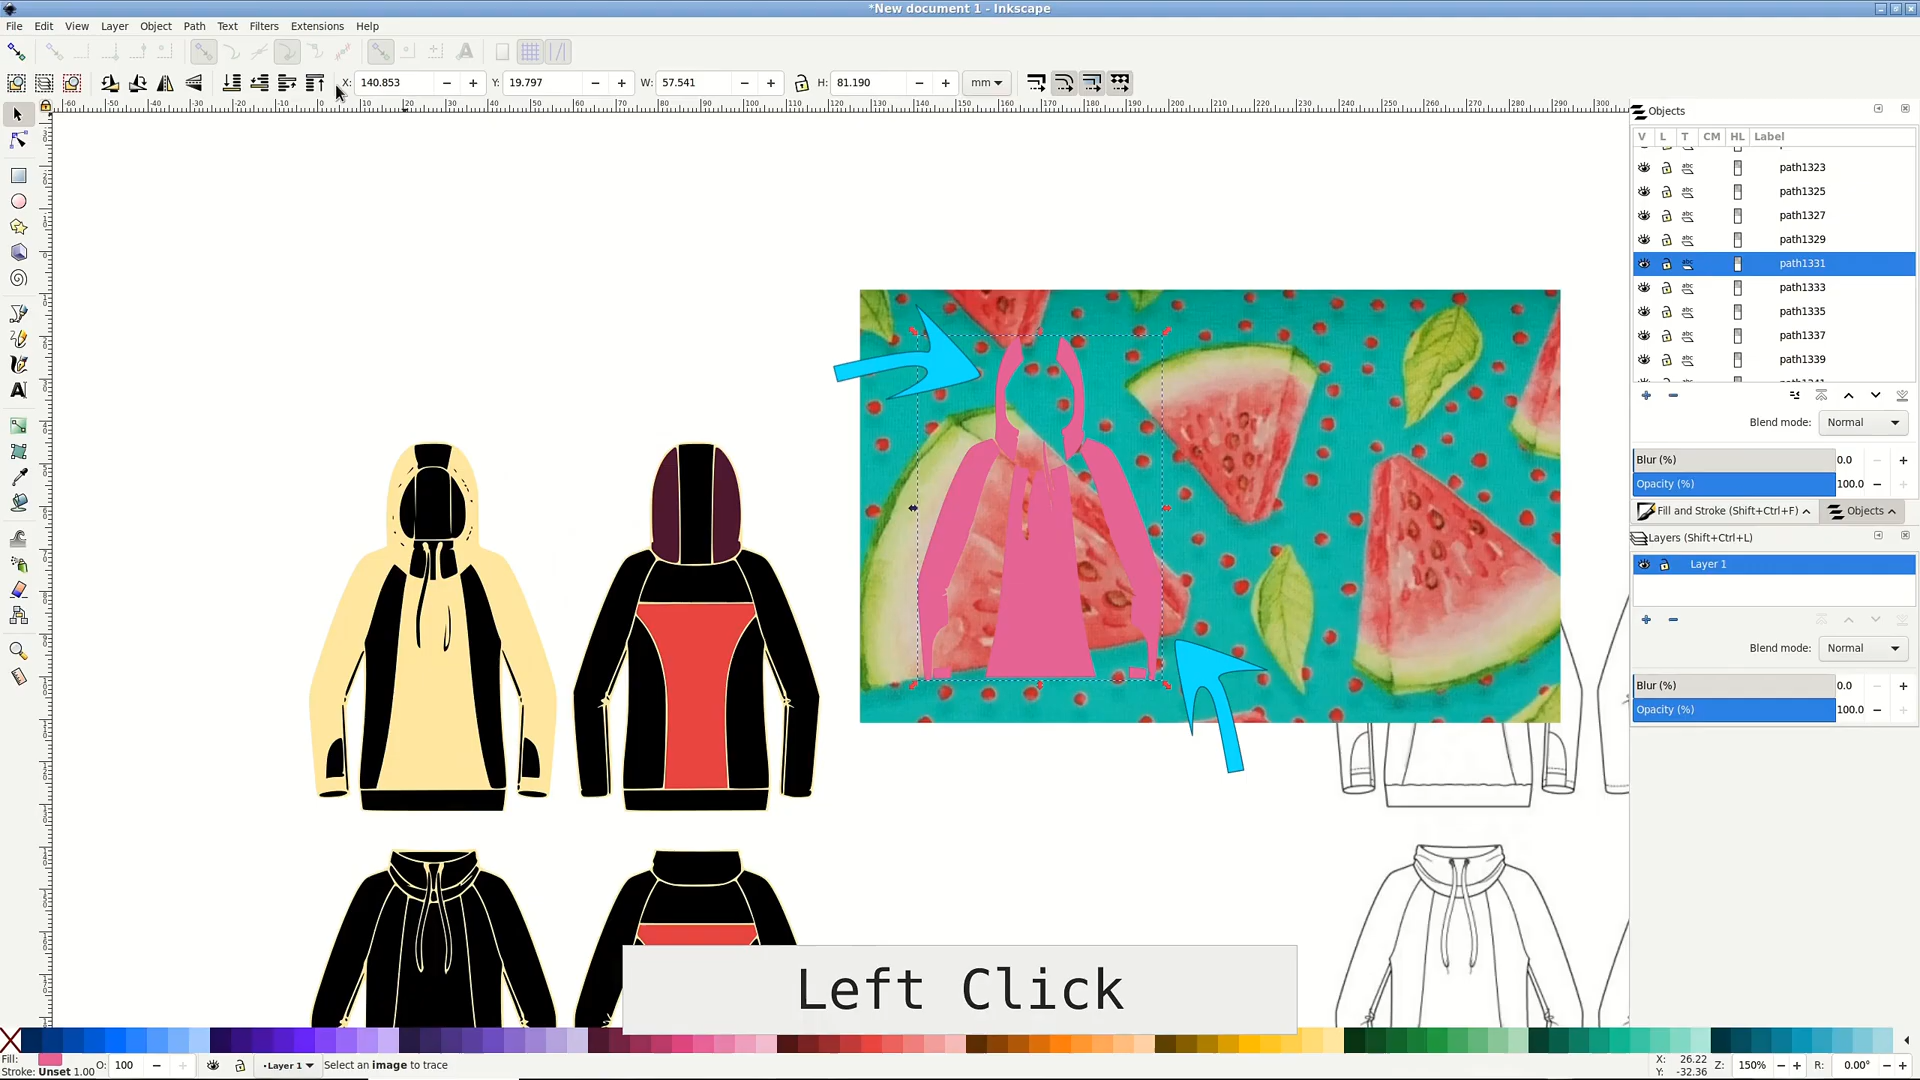 *New document 1 - Inkscape
File Edit View Layer Object Path Text Filters Extensions Help
X: 140.853 Y: 19.797 W: 57.541 H: 81.190 mm
Objects
V L T CM HL Label
path1323
path1325
path1327
path1329
path1331
path1333
path1335
path1337
path1339
Blend mode: Normal
Blur (%) 0.0
Opacity (%) 100.0
Fill and Stroke (Shift+Ctrl+F) Objects
Layers (Shift+Ctrl+L)
Layer 1
Blend mode: Normal
Blur (%) 0.0
Opacity (%) 100.0
Left Click
Fill:
Stroke: Unset 1.00 O: 100 •Layer 1 Select an image to trace
X: 26.22
Y: -32.36
Z: 150% R: 0.00°